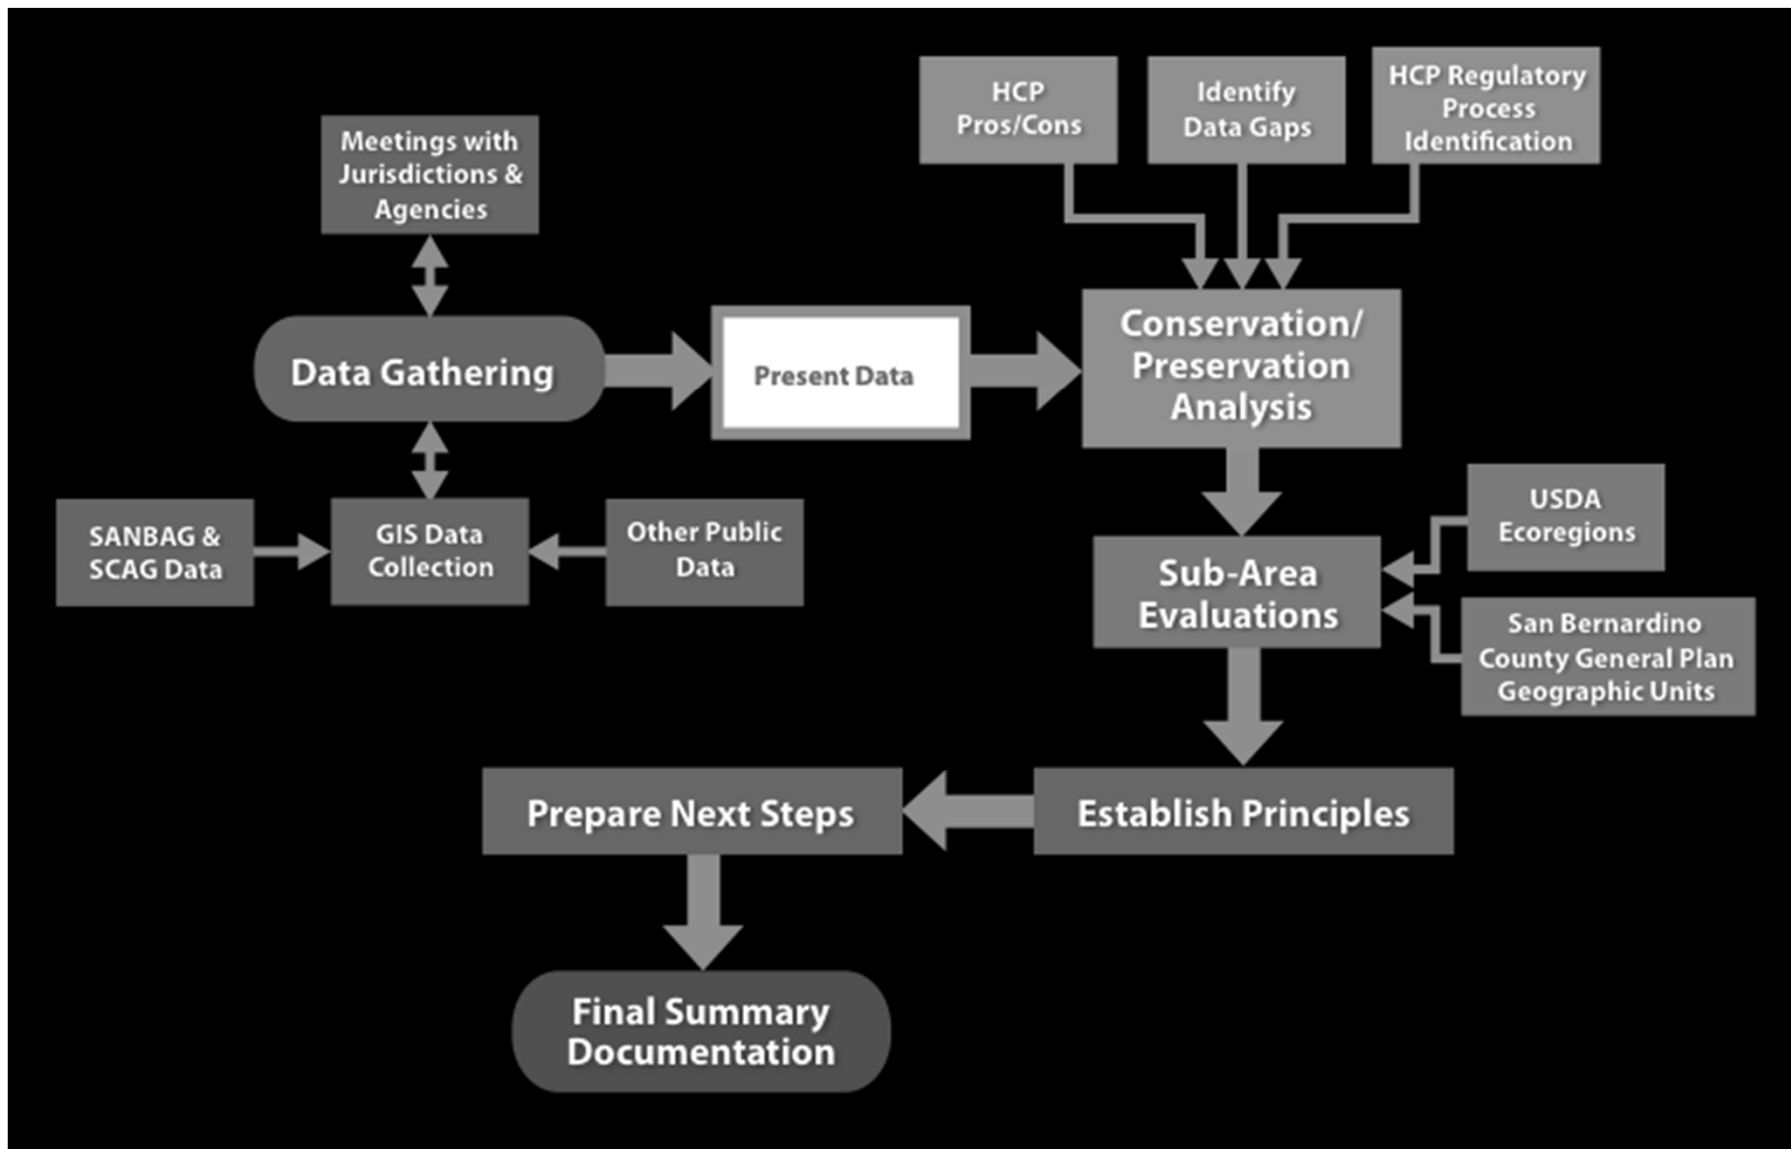 HCP
Pros/Cons
Identify
Data Gaps
HCP Regulatory
Process
Identification
Meetings with
Jurisdictions &
Agencies
Data Gathering
Present Data
Conservation/
Preservation
Analysis
SANBAG &
SCAG Data
GIS Data
Collection
Other Public
Data
USDA
Ecoregions
Sub-Area
Evaluations
San Bernardino
County General Plan
Geographic Units
Prepare Next Steps
Establish Principles
Final Summary
Documentation